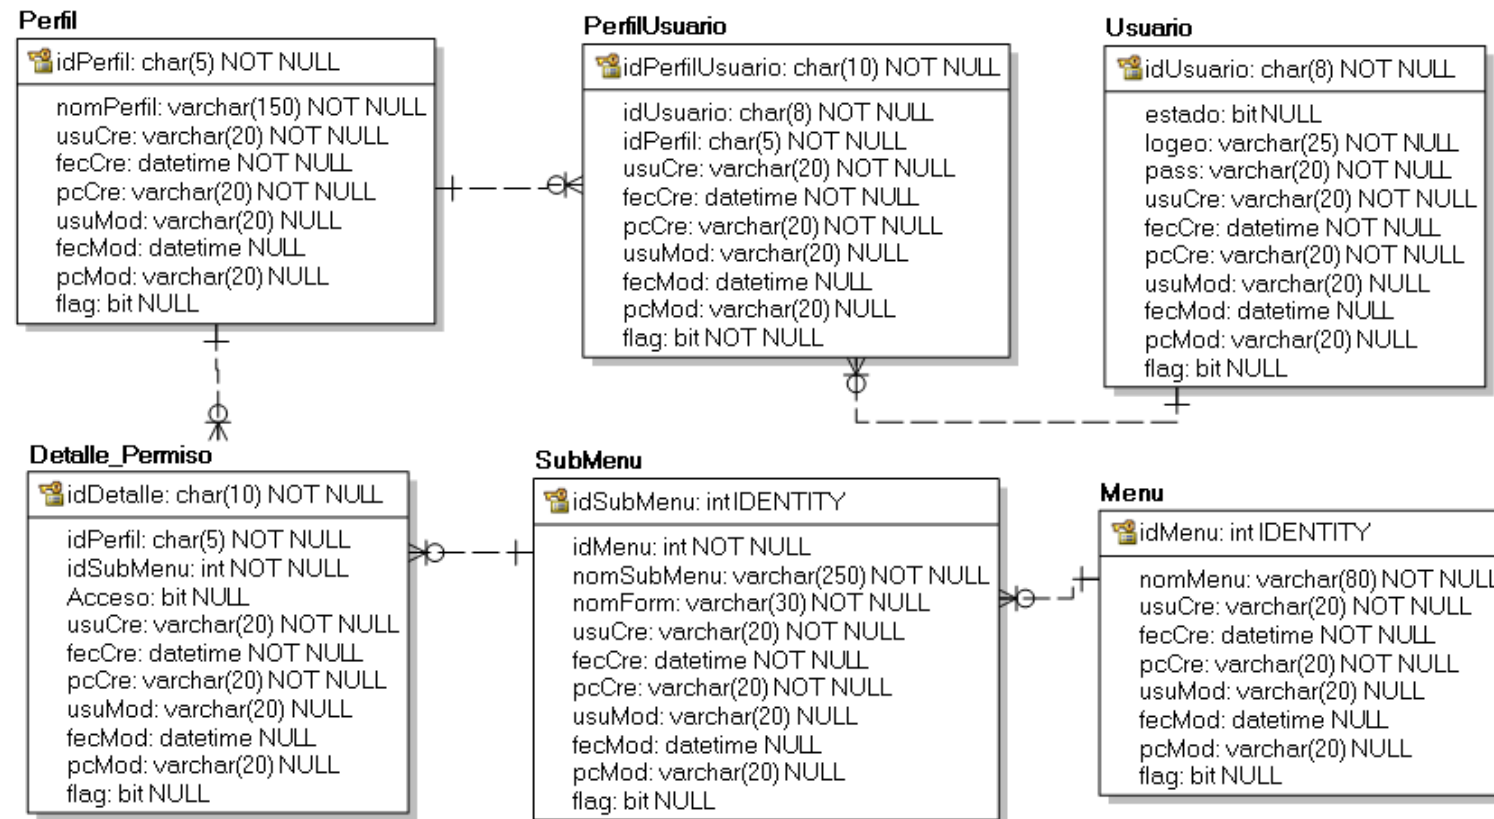 Perfil
idPerfil: char(5) NOT NULL
nomPerfil: varchar(150) NOT NULL
usuCre: varchar(20) NOT NULL
fecCre: datetime NOT NULL
pcCre: varchar(20) NOT NULL
usuMod: varchar(20) NULL
fecMod: datetime NULL
pcMod: varchar(20) NULL
flag: bit NULL
PerfilUsuario
idPerfilUsuario: char(10) NOT NULL
idUsuario: char(8) NOT NULL
idPerfil: char(5) NOT NULL
usuCre: varchar(20) NOT NULL
fecCre: datetime NOT NULL
pcCre: varchar(20) NOT NULL
usuMod: varchar(20) NULL
fecMod: datetime NULL
pcMod: varchar(20) NULL
flag: bit NOT NULL
Usuario
idUsuario: char(8) NOT NULL
estado: bit NULL
logeo: varchar(25) NOT NULL
pass: varchar(20) NOT NULL
usuCre: varchar(20) NOT NULL
fecCre: datetime NOT NULL
pcCre: varchar(20) NOT NULL
usuMod: varchar(20) NULL
fecMod: datetime NULL
pcMod: varchar(20) NULL
flag: bit NULL
Detalle_Permiso
idDetalle: char(10) NOT NULL
idPerfil: char(5) NOT NULL
idSubMenu: int NOT NULL
Acceso: bit NULL
usuCre: varchar(20) NOT NULL
fecCre: datetime NOT NULL
pcCre: varchar(20) NOT NULL
usuMod: varchar(20) NULL
fecMod: datetime NULL
pcMod: varchar(20) NULL
flag: bit NULL
SubMenu
idSubMenu: int IDENTITY
idMenu: int NOT NULL
nomSubMenu: varchar(250) NOT NULL
nomForm: varchar(30) NOT NULL
usuCre: varchar(20) NOT NULL
fecCre: datetime NOT NULL
pcCre: varchar(20) NOT NULL
usuMod: varchar(20) NULL
fecMod: datetime NULL
pcMod: varchar(20) NULL
flag: bit NULL
Menu
idMenu: int IDENTITY
nomMenu: varchar(80) NOT NULL
usuCre: varchar(20) NOT NULL
fecCre: datetime NOT NULL
pcCre: varchar(20) NOT NULL
usuMod: varchar(20) NULL
fecMod: datetime NULL
pcMod: varchar(20) NULL
flag: bit NULL